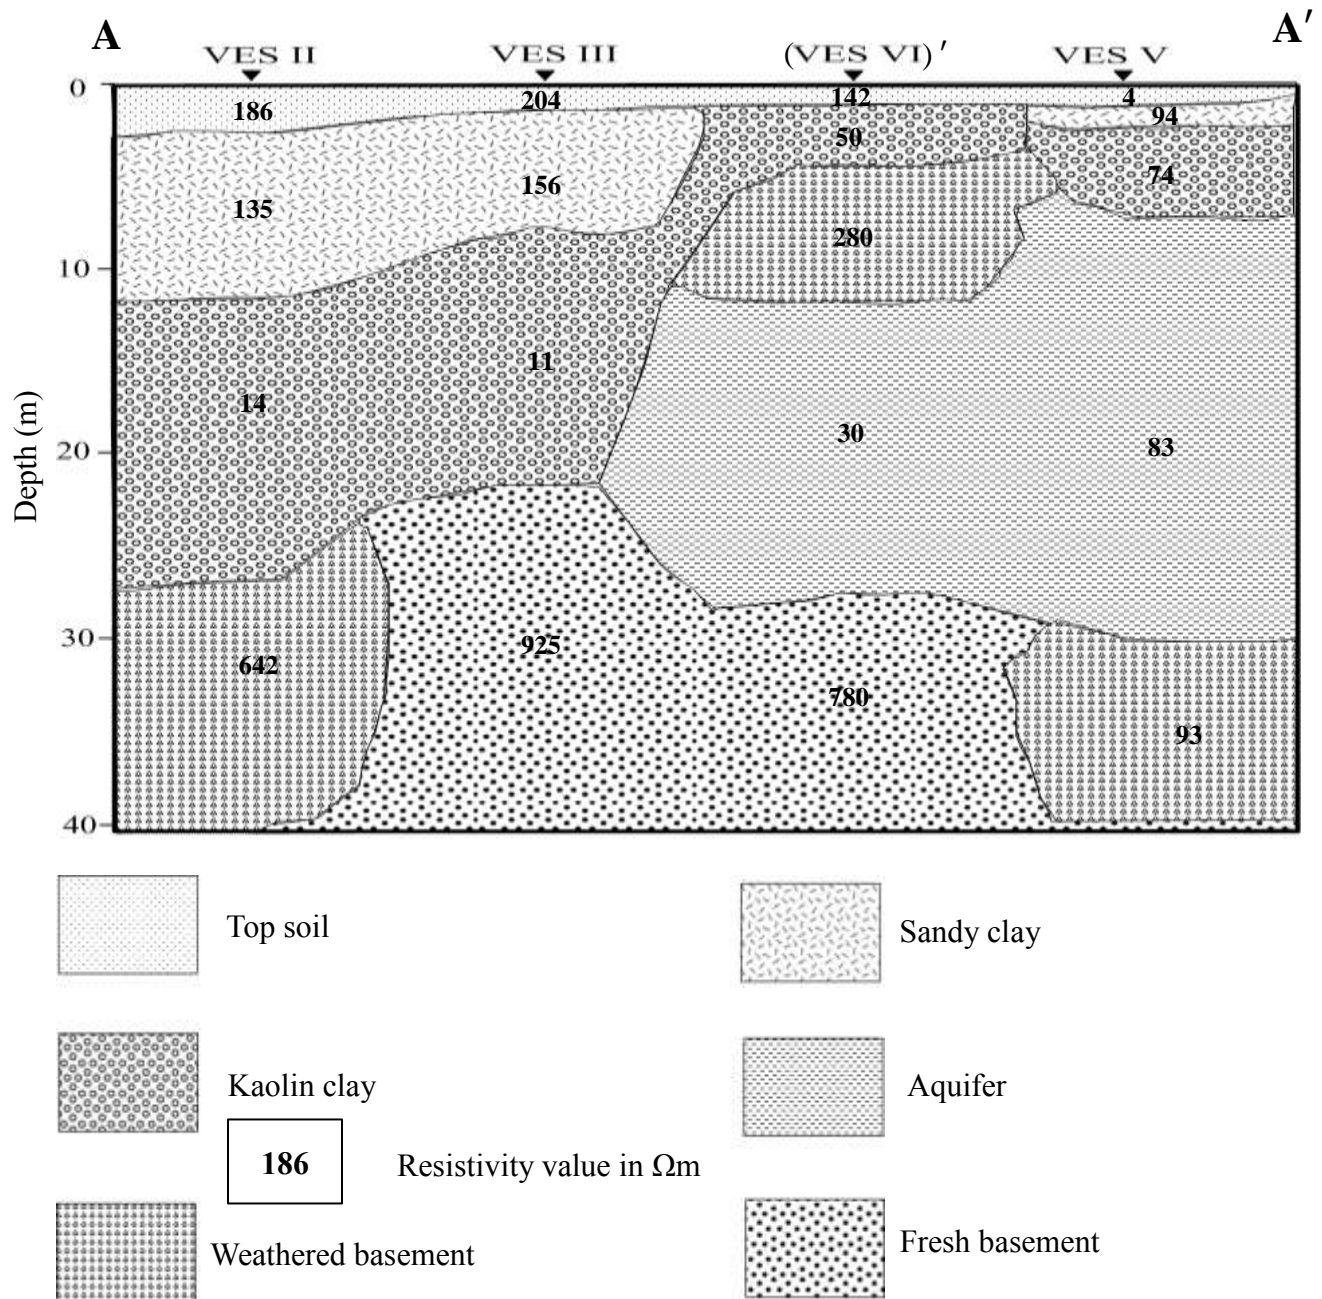 A A′
VES II VES III (VES VI)′ VES V
0
186 204 142 4
94
50
74
135 156
280
10
11
14
30 83
20
Depth (m)
30
642 925
780
93
40
Top soil Sandy clay
Kaolin clay Aquifer
186 Resistivity value in Ωm
Weathered basement Fresh basement